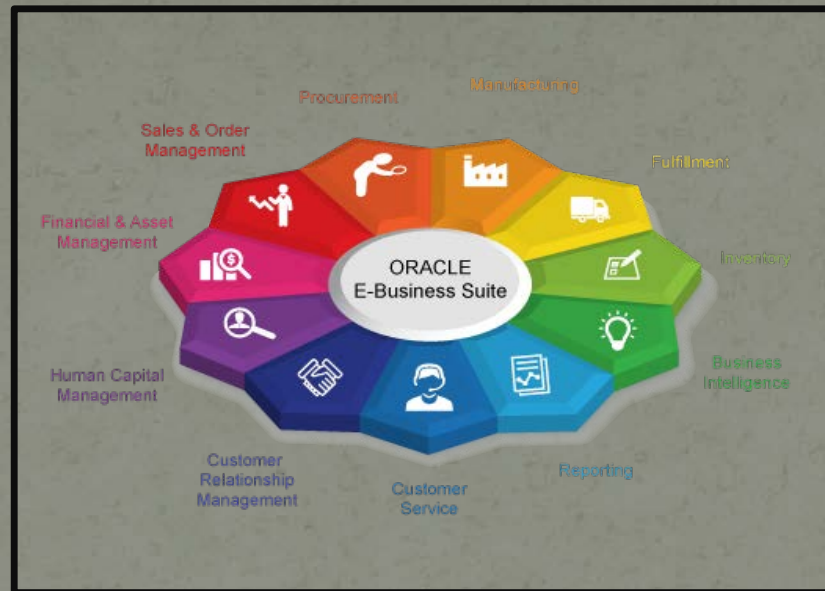 Procurement
Manufacturing
Sales & Order
Management
Fulfillment
Financial & Asset
Management
Inventory
ORACLE
E-Business Suite
Human Capital
Management
Business
Intelligence
Customer
Relationship
Management
Customer
Service
Reporting